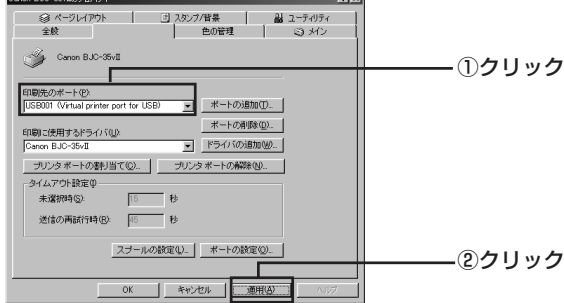 ページレイアウト
スタンプ/背景
ユーティリティ
全般
色の管理
メイン
Canon BJC-35vⅡ
①クリック
印刷先のポート(P):
USB001 (Virtual printer port for USB)
ポートの追加(T)...
ポートの削除(D)...
印刷に使用するドライバ(U):
Canon BJC-35vⅡ
ドライバの追加(W)...
プリンタ ポートの割り当て(C)...
プリンタ ポートの解除(N)...
タイムアウト設定
未選択時(S):
15
秒
送信の再試行時(R):
45
秒
スプールの設定(L)...
ポートの設定(O)...
②クリック
OK
キャンセル
適用(A)
ヘルプ